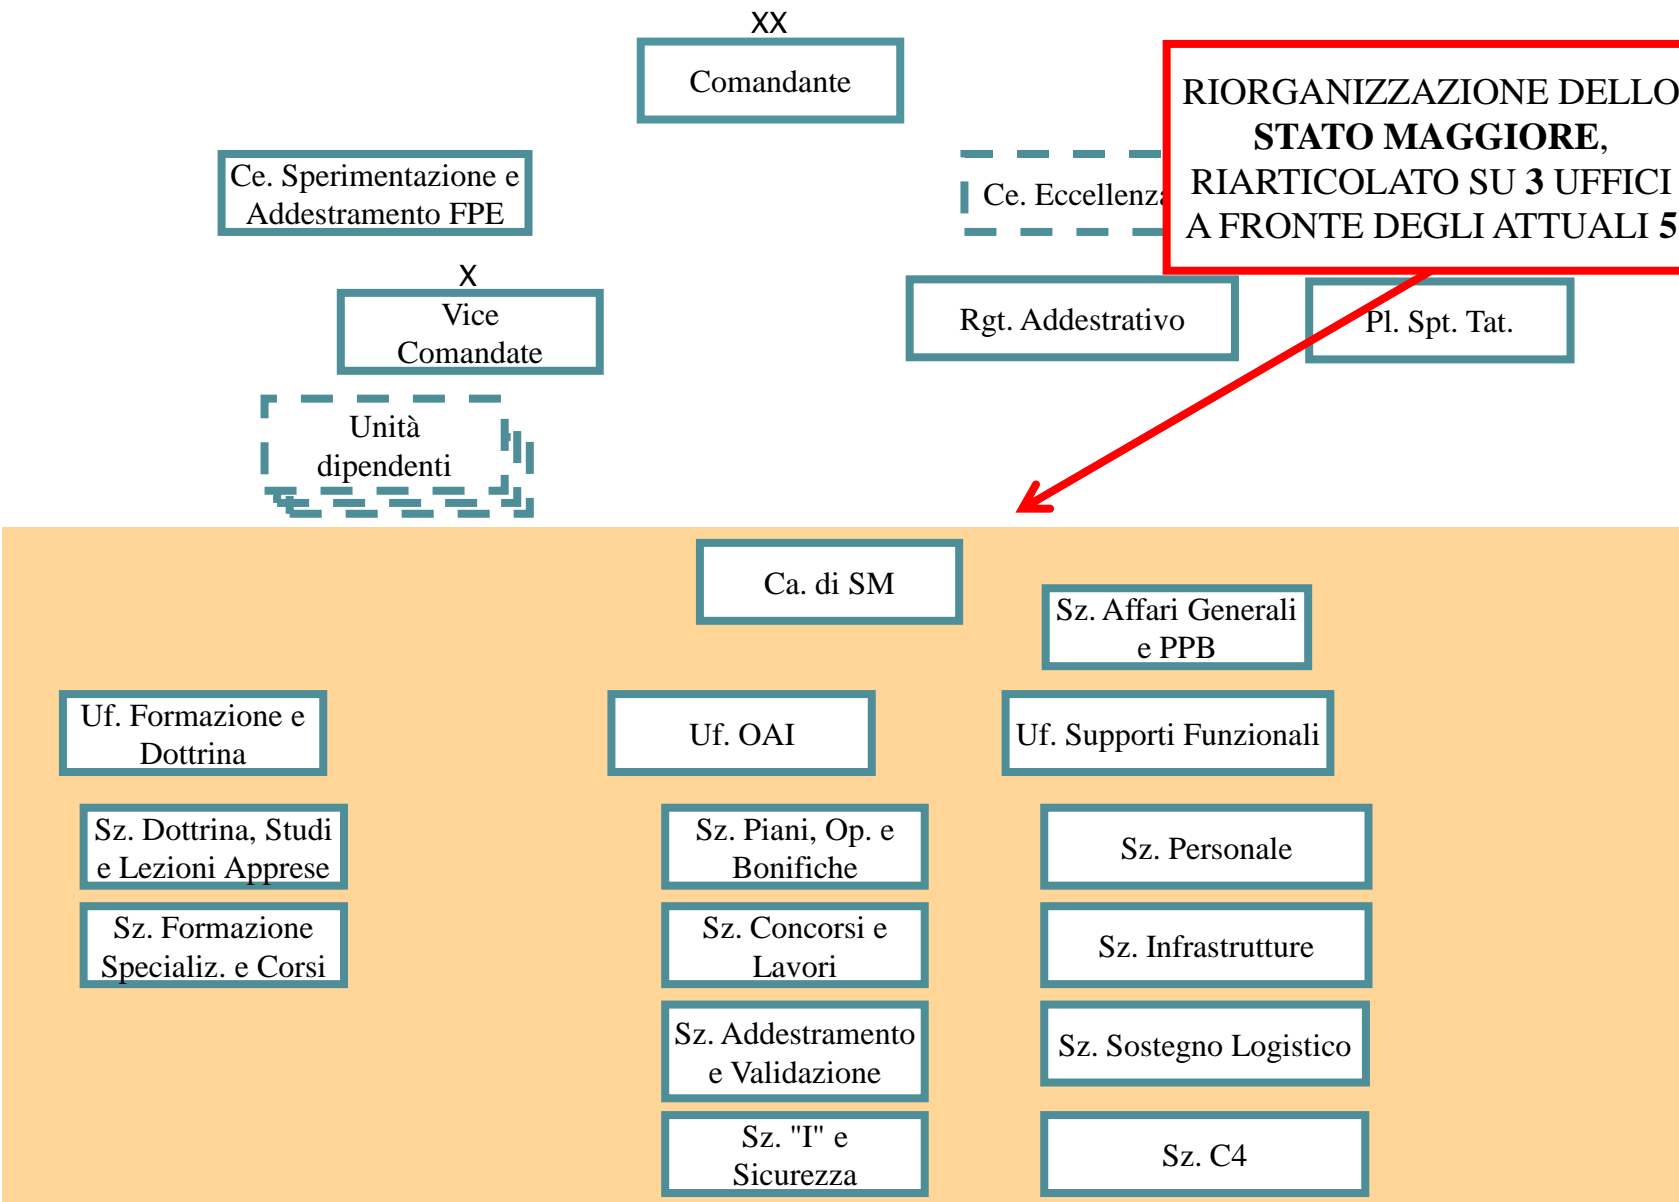 XX
Comandante
RIORGANIZZAZIONE DELLO
STATO MAGGIORE,
RIARTICOLATO SU 3 UFFICI
A FRONTE DEGLI ATTUALI 5
Ce. Sperimentazione e
Addestramento FPE
Ce. Eccellenza
X
Vice
Comandate
Rgt. Addestrativo
Pl. Spt. Tat.
Unità
dipendenti
Ca. di SM
Sz. Affari Generali
e PPB
Uf. Formazione e
Dottrina
Uf. OAI
Uf. Supporti Funzionali
Sz. Dottrina, Studi
e Lezioni Apprese
Sz. Piani, Op. e
Bonifiche
Sz. Personale
Sz. Formazione
Specializ. e Corsi
Sz. Concorsi e
Lavori
Sz. Infrastrutture
Sz. Addestramento
e Validazione
Sz. Sostegno Logistico
Sz. "I" e
Sicurezza
Sz. C4